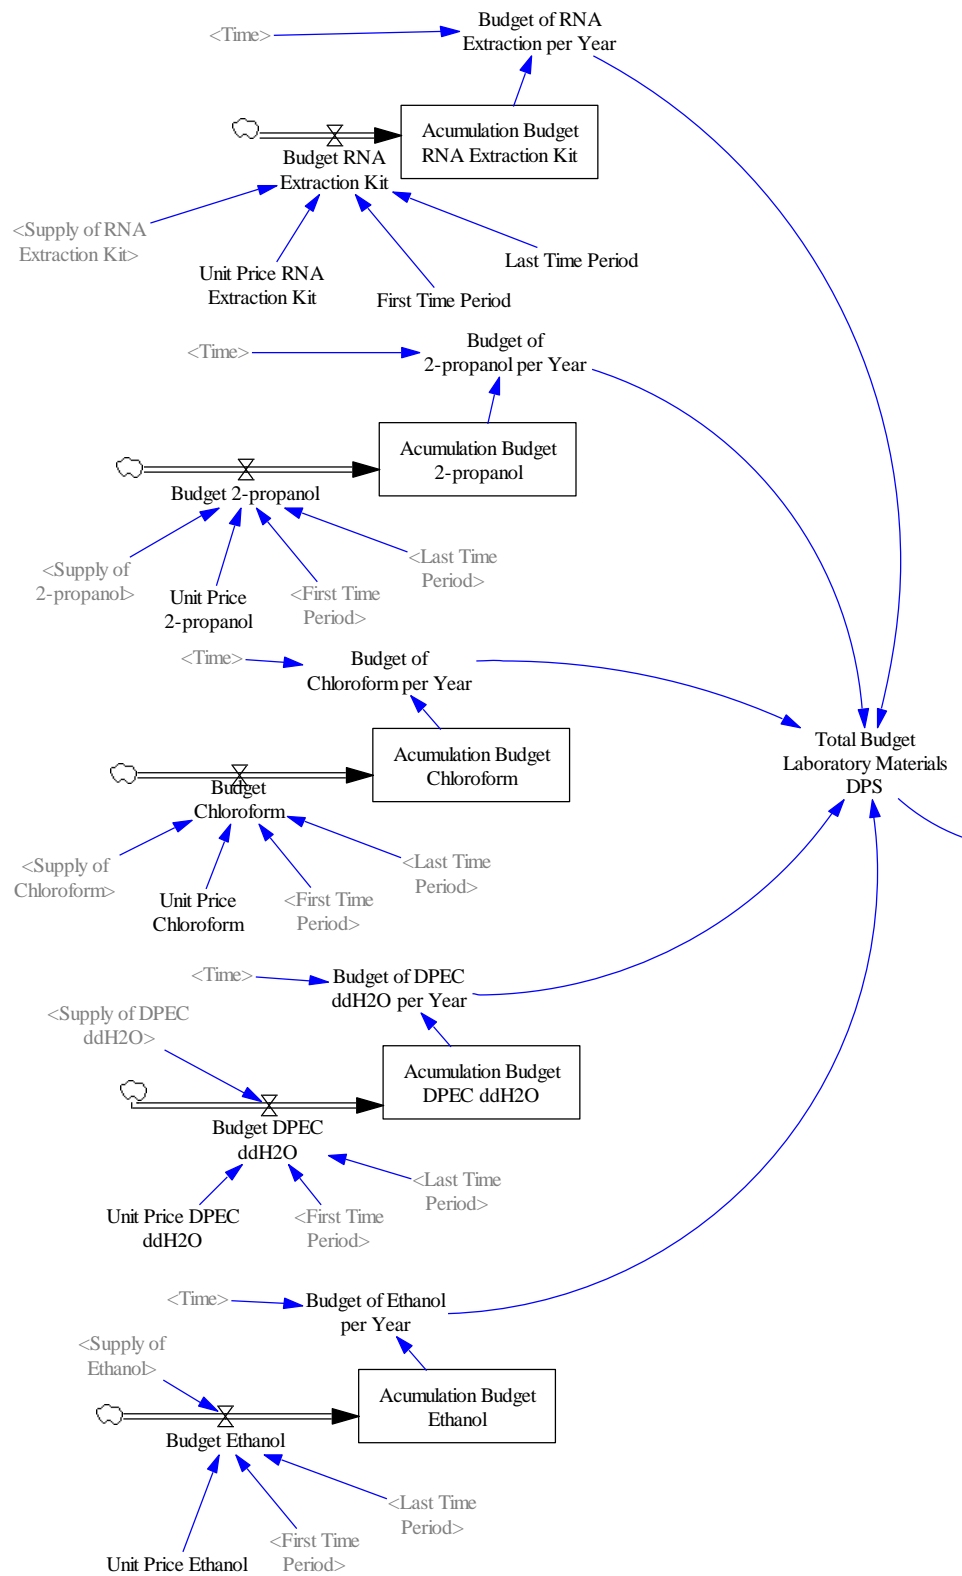 Budget of RNA
Extraction per Year
<Time>
Acumulation Budget
RNA Extraction Kit
Budget RNA
Extraction Kit
<Supply of RNA
Extraction Kit>
Unit Price RNA
Extraction Kit
First Time Period
Last Time Period
Budget of
2-propanol per Year
<Time>
Acumulation Budget
2-propanol
Budget 2-propanol
<Supply of
2-propanol>
Unit Price
2-propanol
<First Time
Period>
<Last Time
Period>
<Time>
Budget of
Chloroform per Year
Acumulation Budget
Chloroform
Budget
Chloroform
<Supply of
Chloroform>
Unit Price
Chloroform
<First Time
Period>
<Last Time
Period>
Total Budget
Laboratory Materials
DPS
<Time>
Budget of DPEC
ddH2O per Year
<Supply of DPEC
ddH2O>
Acumulation Budget
DPEC ddH2O
Budget DPEC
ddH2O
Unit Price DPEC
ddH2O
<First Time
Period>
<Last Time
Period>
<Time>
Budget of Ethanol
per Year
<Supply of
Ethanol>
Acumulation Budget
Ethanol
Budget Ethanol
Unit Price Ethanol
<First Time
Period>
<Last Time
Period>